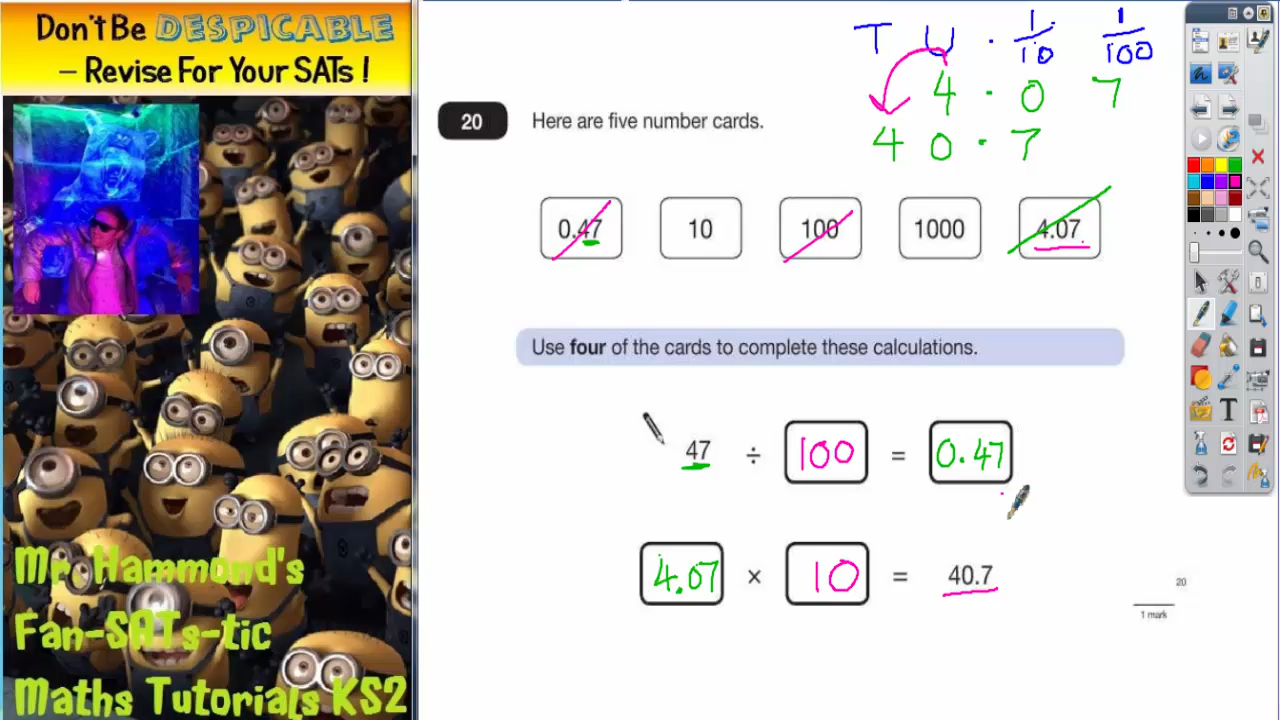 Don't Be DESPICABLE
– Revise For Your SATs !
T U . 1/10 1/100
4 . 0 7
4 0 . 7
20 Here are five number cards.
0.47 10 100 1000 4.07
Use four of the cards to complete these calculations.
47 ÷ 100 = 0.47
4.07 × 10 = 40.7
20
1 mark
Mr. Hammond's
Fan-SATs-tic
Maths Tutorials KS2